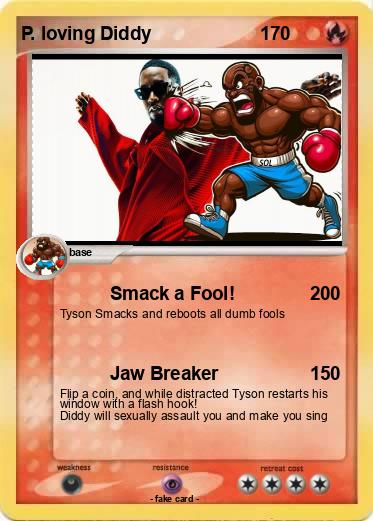 P. loving Diddy 170
SOL
base
Smack a Fool! 200
Tyson Smacks and reboots all dumb fools
Jaw Breaker 150
Flip a coin, and while distracted Tyson restarts his
window with a flash hook!
Diddy will sexually assault you and make you sing
weakness resistance retreat cost
- fake card -